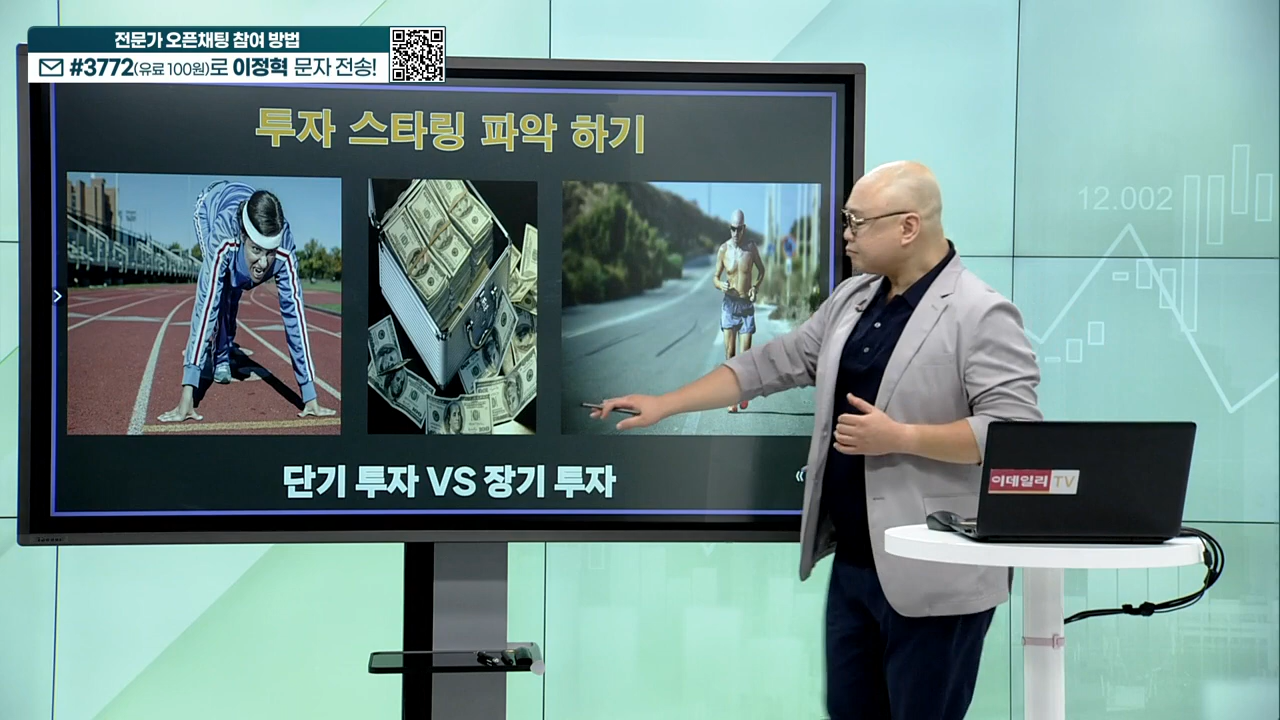 전문가 오픈채팅 참여 방법
#3772(유료 100원)로 이정혁 문자 전송!
투자 스타링 파악 하기
12.002
단기 투자 VS 장기 투자
이데일리TV